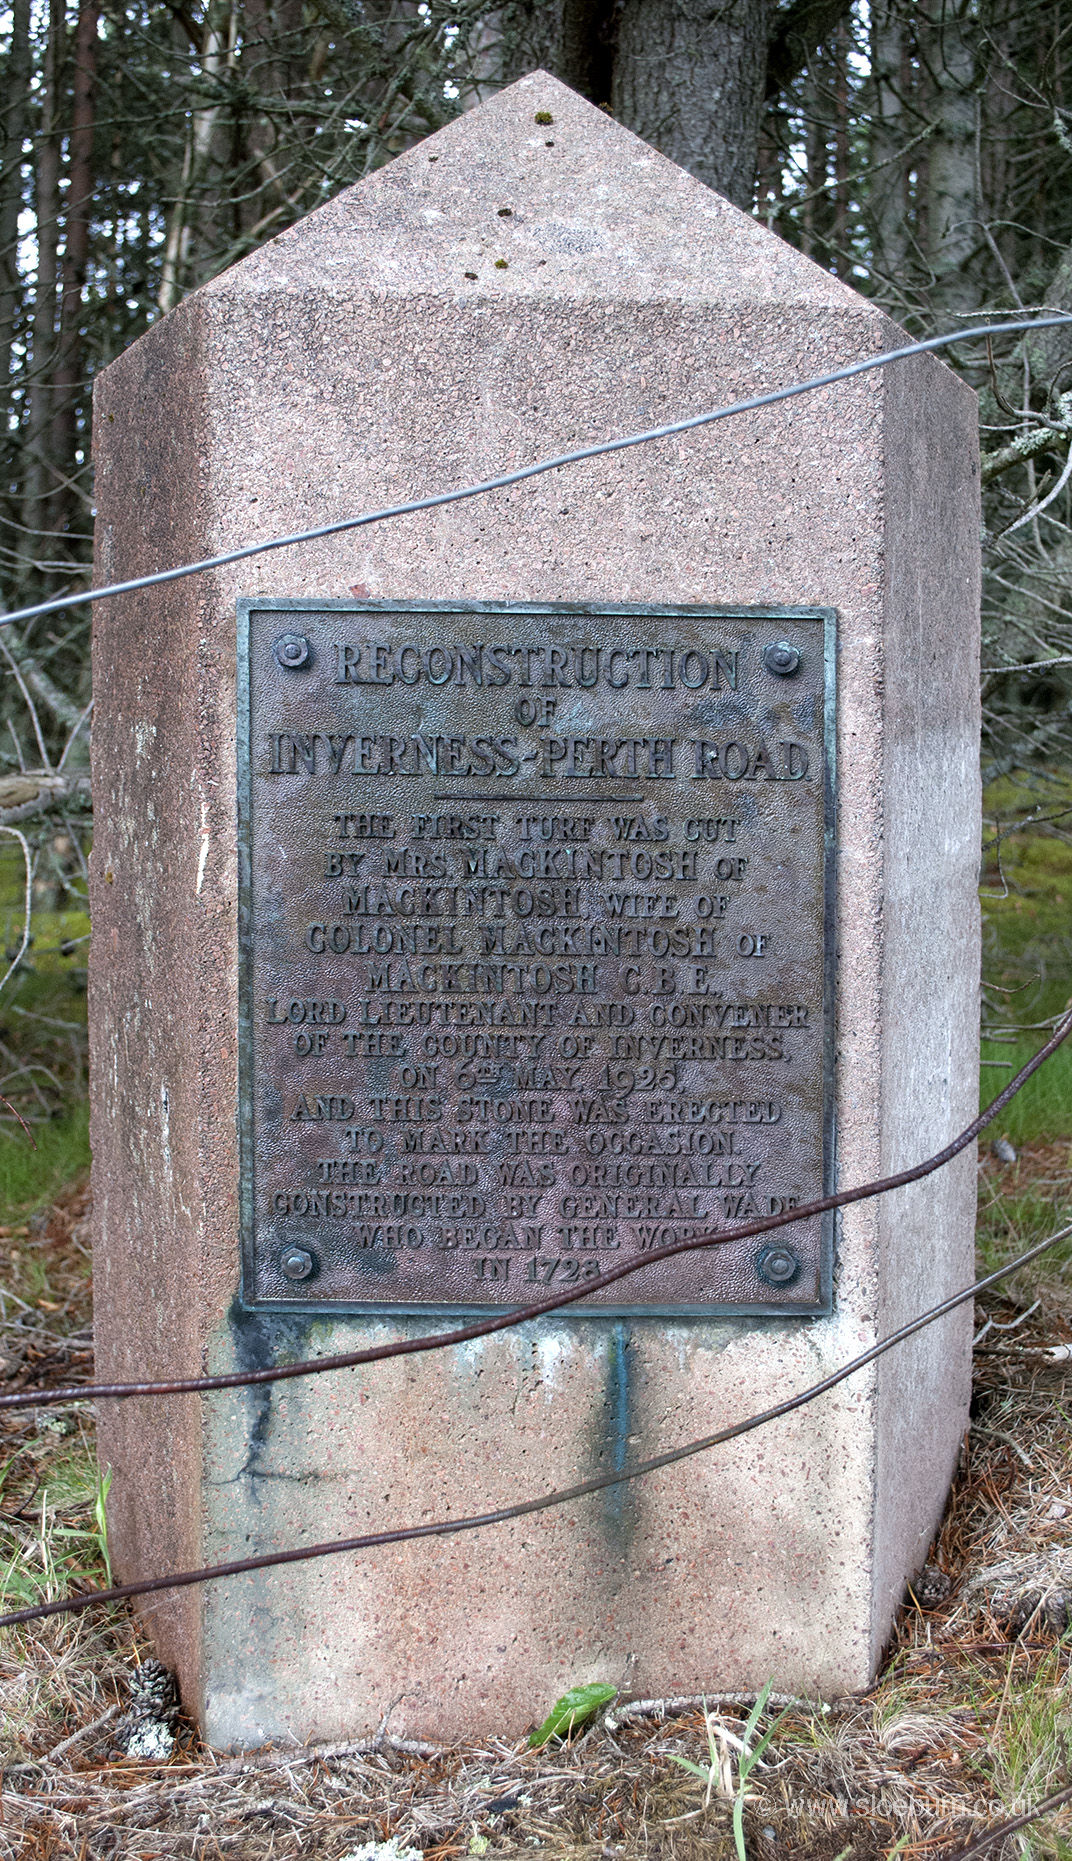 RECONSTRUCTION
OF
INVERNESS-PERTH ROAD
THE FIRST TURF WAS CUT
BY MRS. MACKINTOSH OF
MACKINTOSH, WIFE OF
COLONEL MACKINTOSH OF
MACKINTOSH C.B.E.,
LORD LIEUTENANT AND CONVENER
OF THE COUNTY OF INVERNESS,
ON 6TH MAY, 1925,
AND THIS STONE WAS ERECTED
TO MARK THE OCCASION.
THE ROAD WAS ORIGINALLY
CONSTRUCTED BY GENERAL WADE,
WHO BEGAN THE WORK
IN 1728.
© www.sloeburn.co.uk